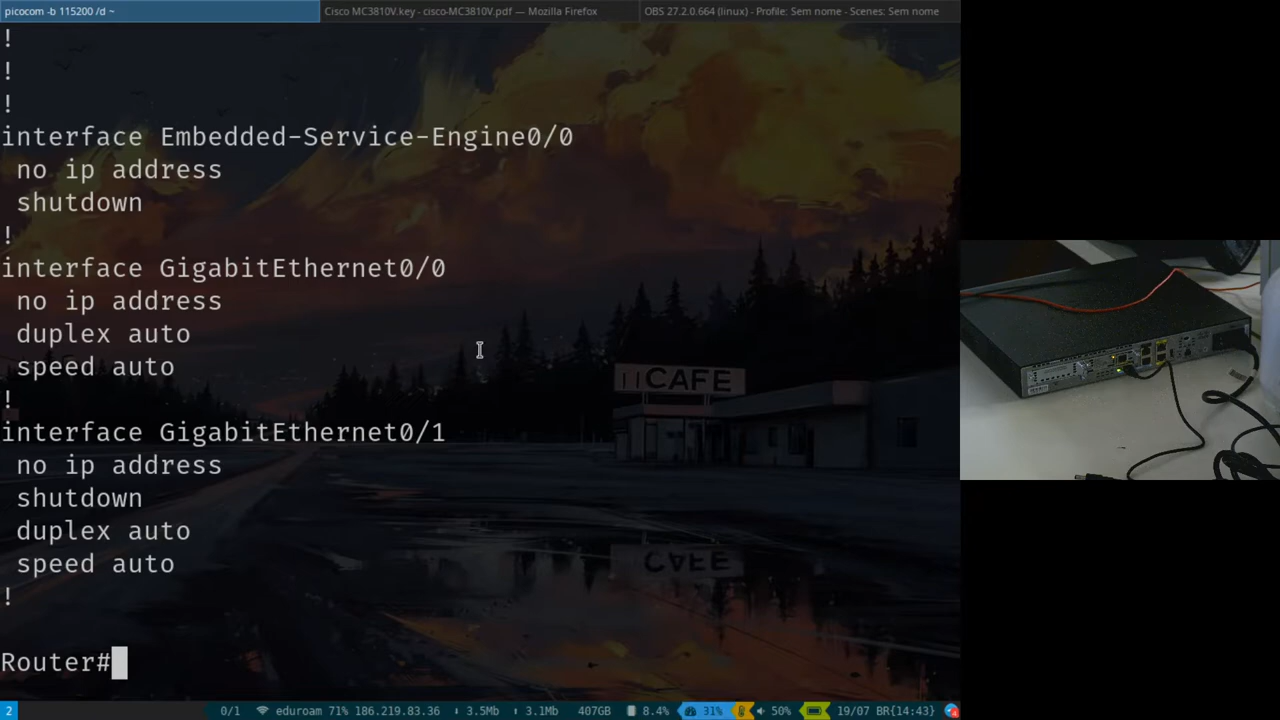 picocom -b 115200 /d ~
Cisco MC3810V.key - cisco-MC3810V.pdf — Mozilla Firefox
OBS 27.2.0.664 (linux) - Profile: Sem nome - Scenes: Sem nome
!
!
!
interface Embedded-Service-Engine0/0
no ip address
shutdown
!
interface GigabitEthernet0/0
no ip address
duplex auto
speed auto
!
interface GigabitEthernet0/1
no ip address
shutdown
duplex auto
speed auto
!
Router#
CAFE
2
0/1
eduroam 71% 186.219.83.36
3.5Mb
3.1Mb
407GB
8.4%
31%
50%
19/07 BR{14:43}